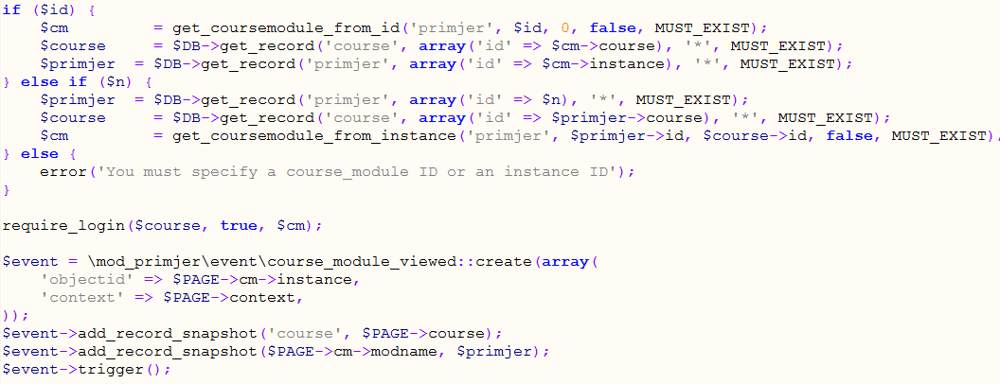 if ($id) {
    $cm         = get_coursemodule_from_id('primjer', $id, 0, false, MUST_EXIST);
    $course     = $DB->get_record('course', array('id' => $cm->course), '*', MUST_EXIST);
    $primjer  = $DB->get_record('primjer', array('id' => $cm->instance), '*', MUST_EXIST);
} else if ($n) {
    $primjer  = $DB->get_record('primjer', array('id' => $n), '*', MUST_EXIST);
    $course     = $DB->get_record('course', array('id' => $primjer->course), '*', MUST_EXIST);
    $cm         = get_coursemodule_from_instance('primjer', $primjer->id, $course->id, false, MUST_EXIST)
} else {
    error('You must specify a course_module ID or an instance ID');
}

require_login($course, true, $cm);

$event = \mod_primjer\event\course_module_viewed::create(array(
    'objectid' => $PAGE->cm->instance,
    'context' => $PAGE->context,
));
$event->add_record_snapshot('course', $PAGE->course);
$event->add_record_snapshot($PAGE->cm->modname, $primjer);
$event->trigger();